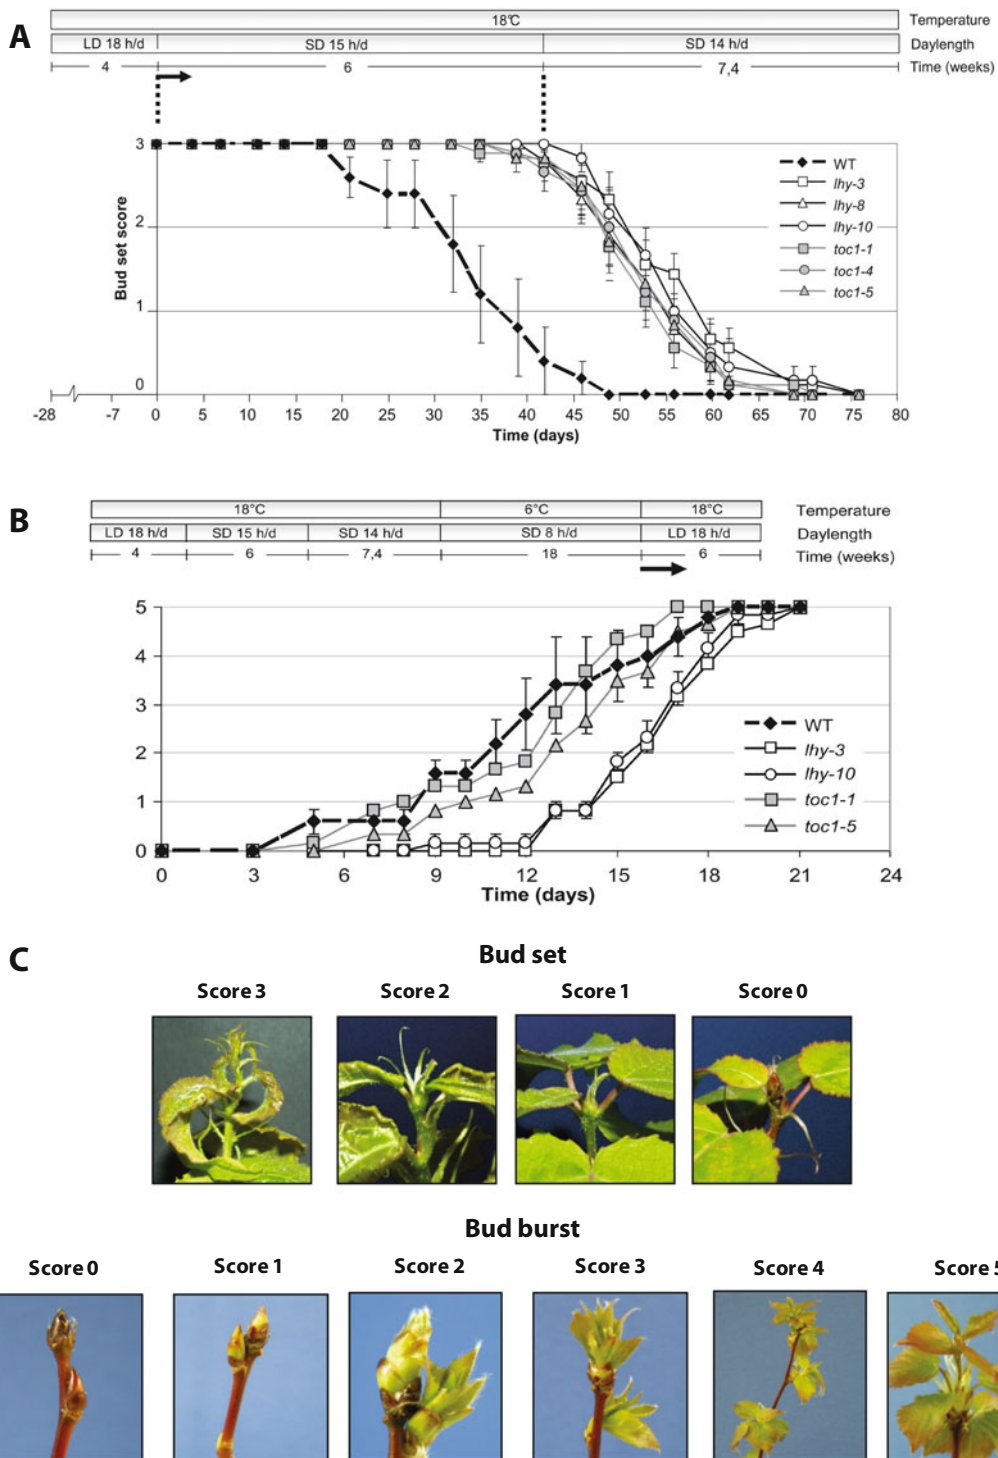 A
18°C Temperature
LD 18 h/d SD 15 h/d SD 14 h/d Daylength
4 6 7,4 Time (weeks)
3
2
1
0
Bud set score
WT
lhy-3
lhy-8
lhy-10
toc1-1
toc1-4
toc1-5
-28 -7 0 5 10 15 20 25 30 35 40 45 50 55 60 65 70 75 80
Time (days)
B
18°C 6°C 18°C Temperature
LD 18 h/d SD 15 h/d SD 14 h/d SD 8 h/d LD 18 h/d Daylength
4 6 7,4 18 6 Time (weeks)
5
4
3
2
1
0
WT
lhy-3
lhy-10
toc1-1
toc1-5
0 3 6 9 12 15 18 21 24
Time (days)
C
Bud set
Score 3 Score 2 Score 1 Score 0
Bud burst
Score 0 Score 1 Score 2 Score 3 Score 4 Score 5